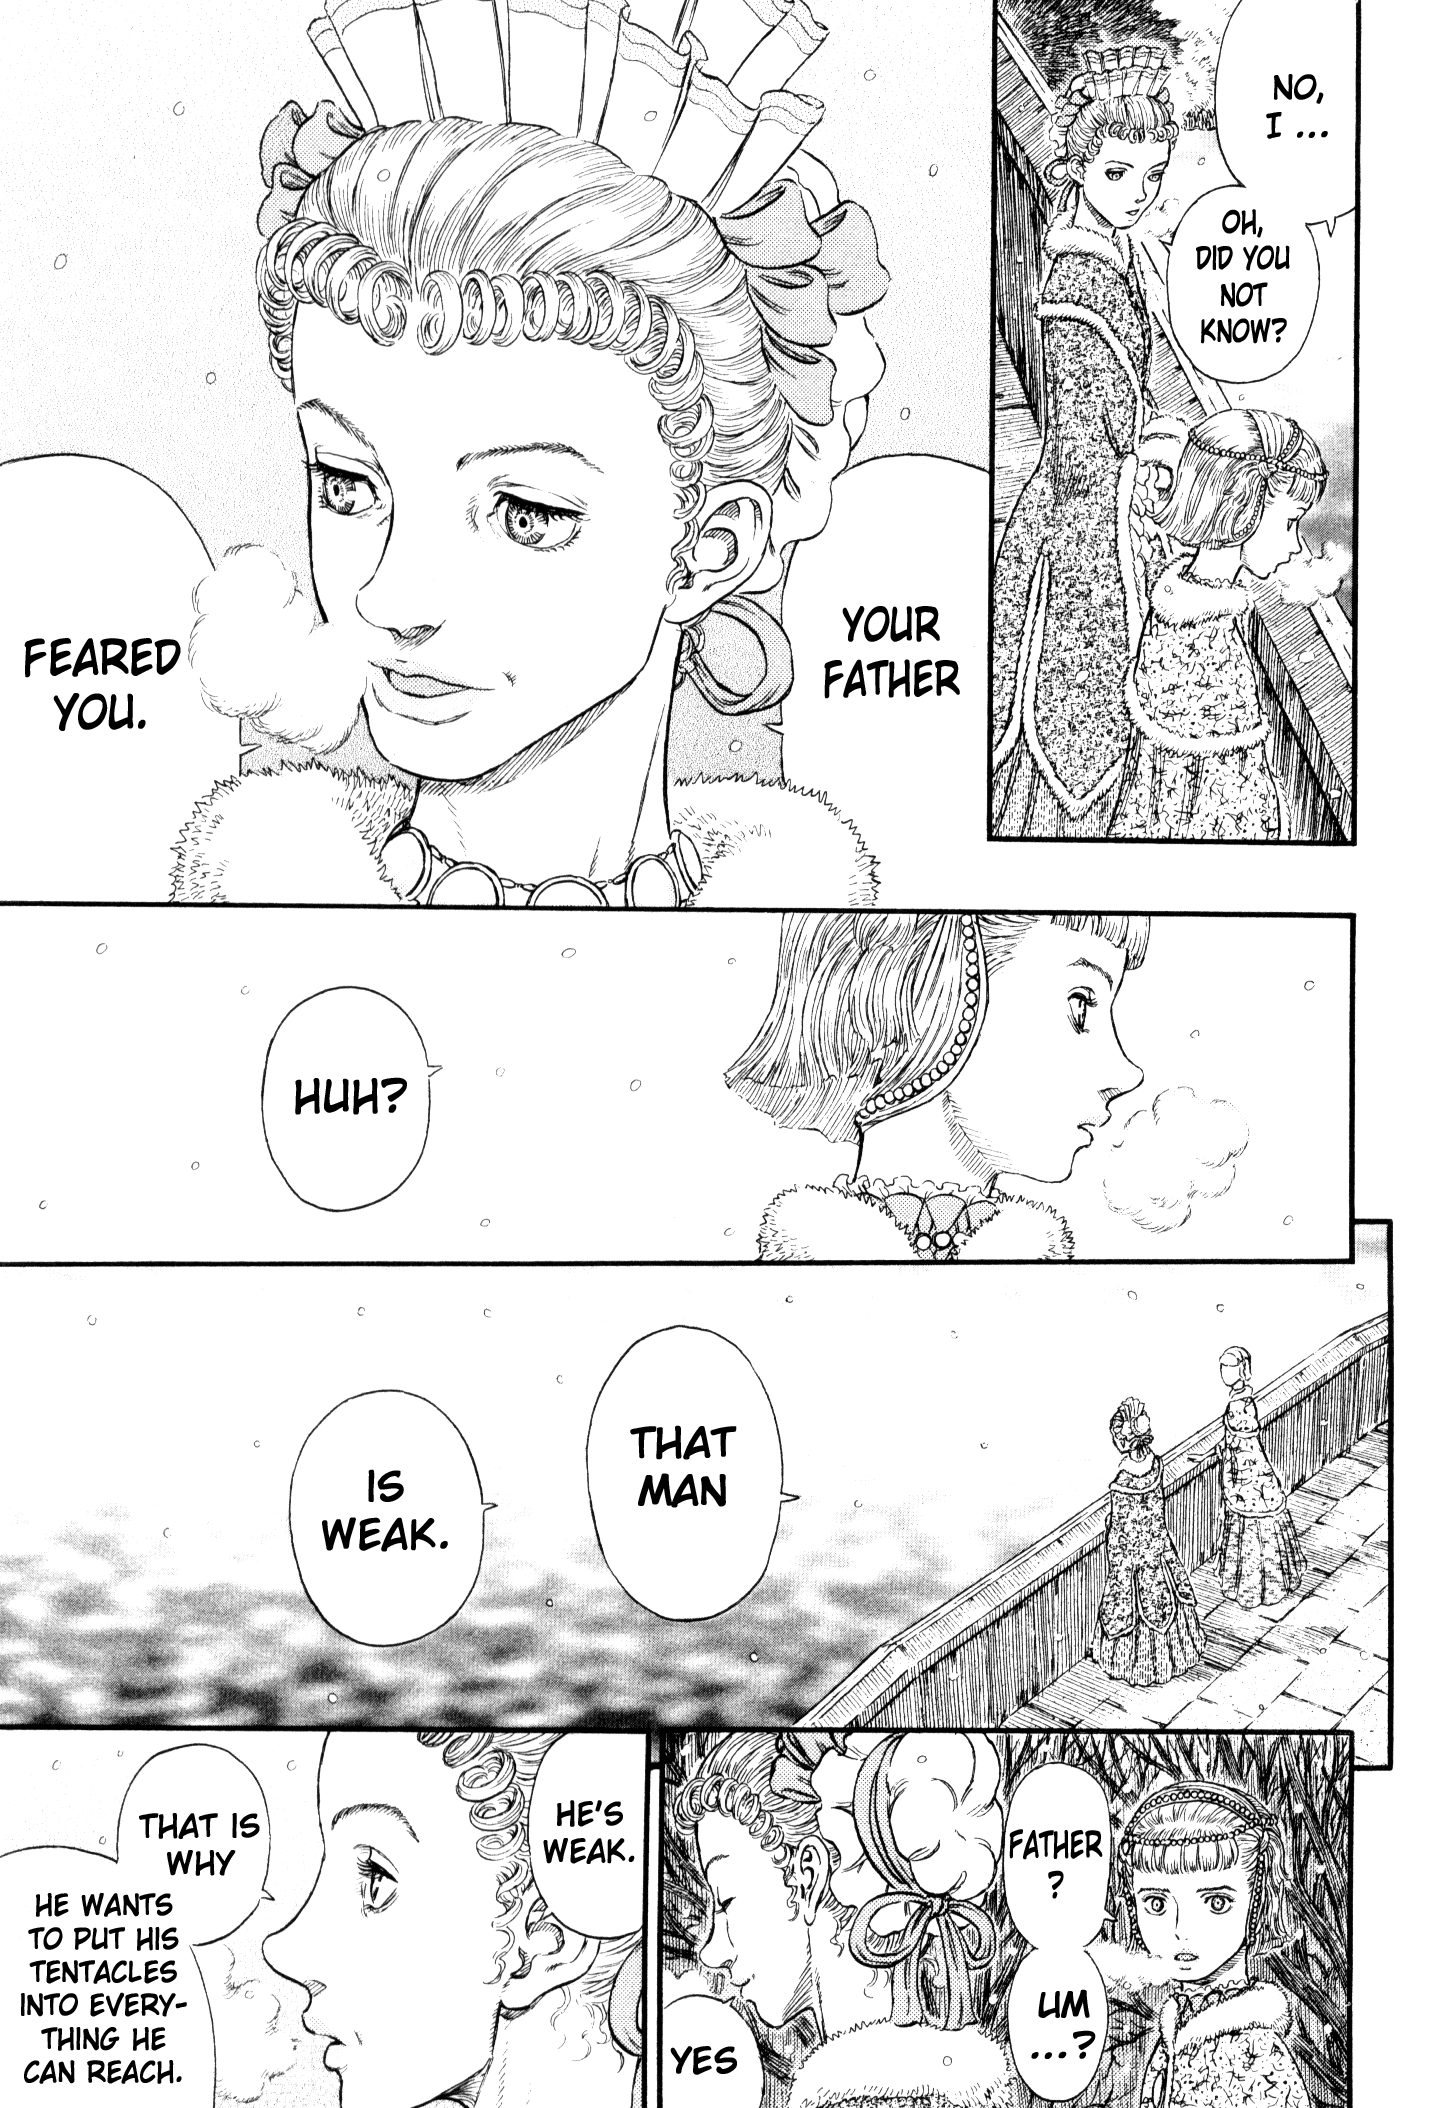 NO,
I ...
OH,
DID YOU
NOT
KNOW?
YOUR
FATHER
FEARED
YOU.
HUH?
THAT
MAN
IS
WEAK.
FATHER
?
UM
...?
YES
HE'S
WEAK.
THAT IS
WHY
HE WANTS
TO PUT HIS
TENTACLES
INTO EVERY-
THING HE
CAN REACH.